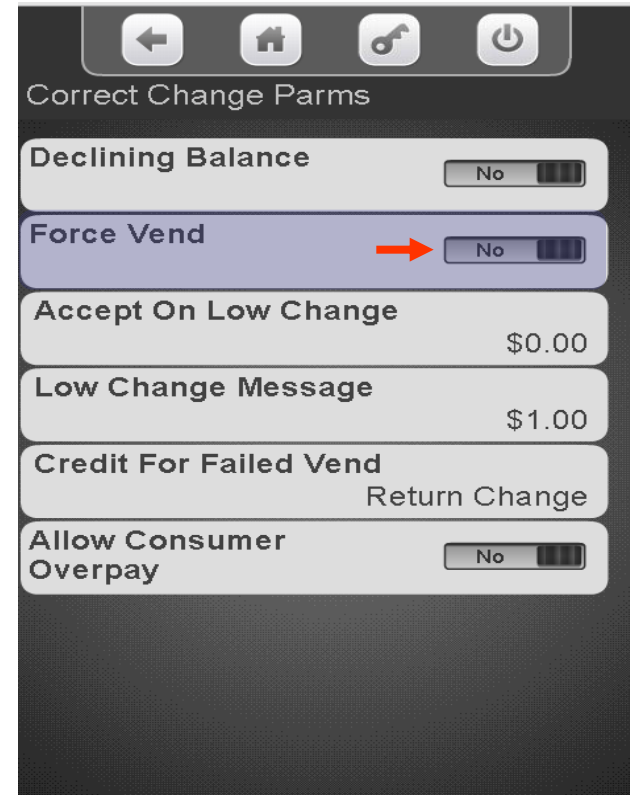 Correct Change Parms
Declining Balance
No
Force Vend
No
Accept On Low Change
$0.00
Low Change Message
$1.00
Credit For Failed Vend
Return Change
Allow Consumer
Overpay
No